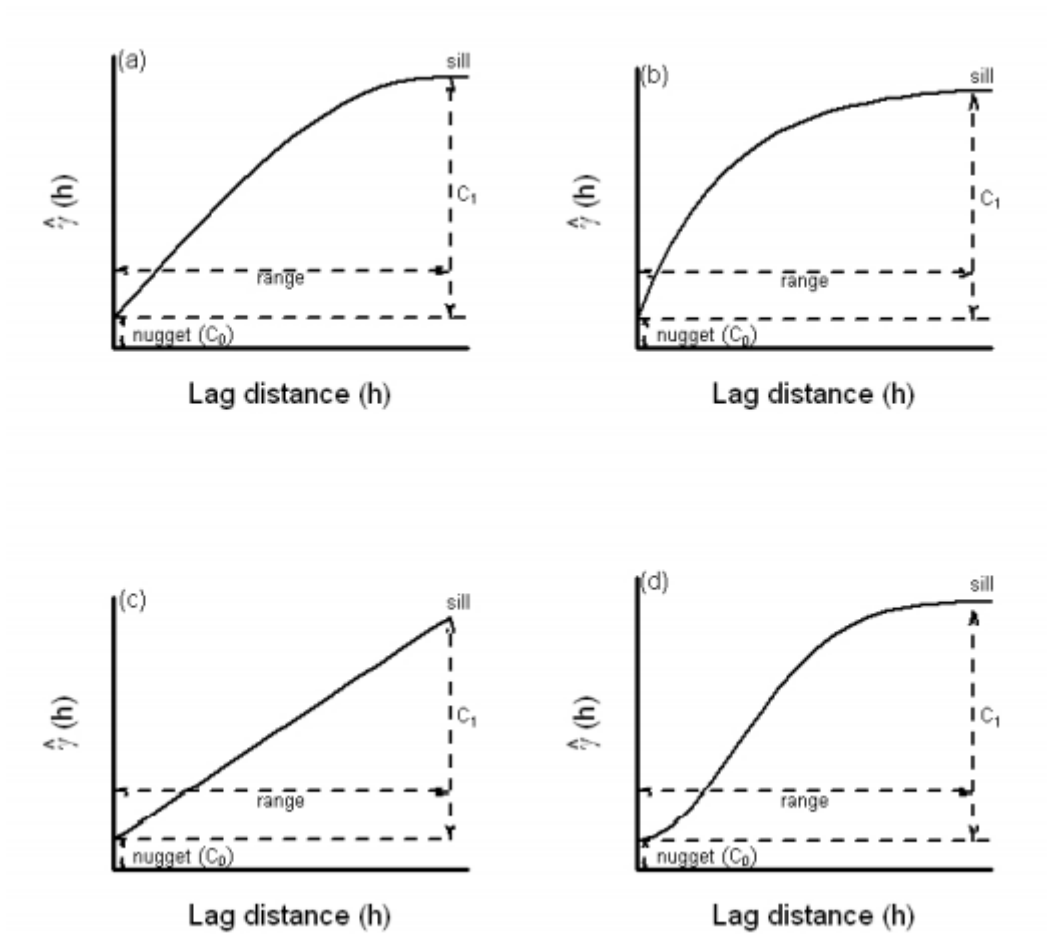 (a)
sill
γ̂ (h)
C₁
range
nugget (C₀)
Lag distance (h)
(b)
sill
γ̂ (h)
C₁
range
nugget (C₀)
Lag distance (h)
(c)
sill
γ̂ (h)
C₁
range
nugget (C₀)
Lag distance (h)
(d)
sill
γ̂ (h)
C₁
range
nugget (C₀)
Lag distance (h)